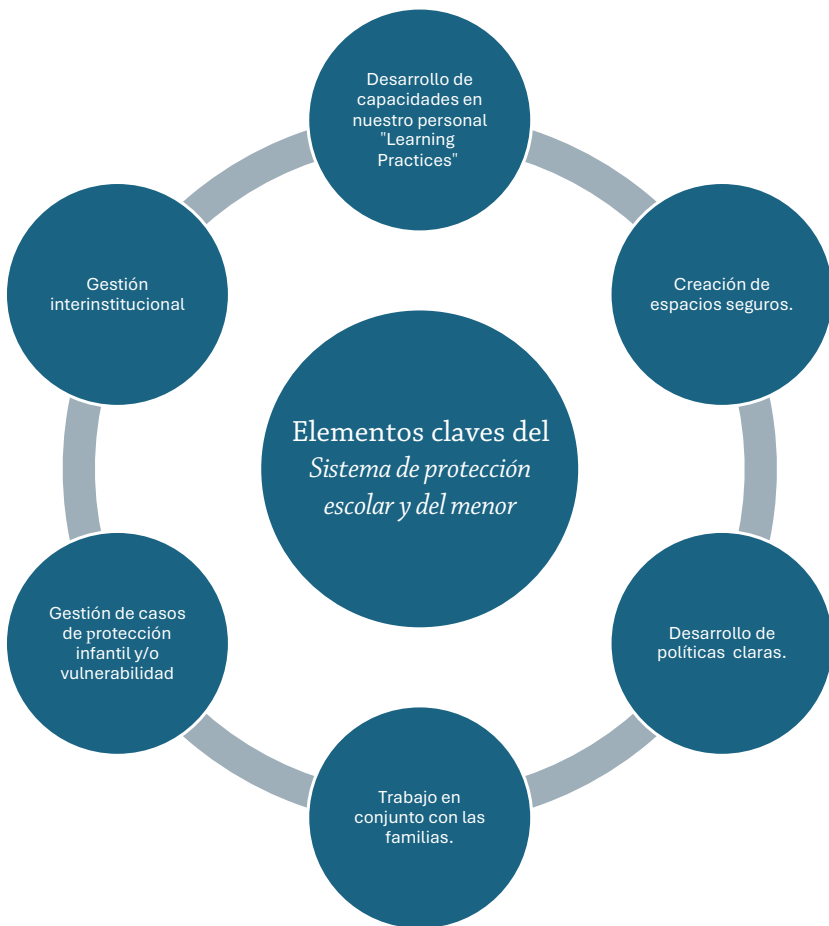 Desarrollo de
capacidades en
nuestro personal
"Learning
Practices"
Creación de
espacios seguros.
Desarrollo de
políticas  claras.
Trabajo en
conjunto con las
familias.
Gestión de casos
de protección
infantil y/o
vulnerabilidad
Gestión
interinstitucional
Elementos claves del
Sistema de protección
escolar y del menor